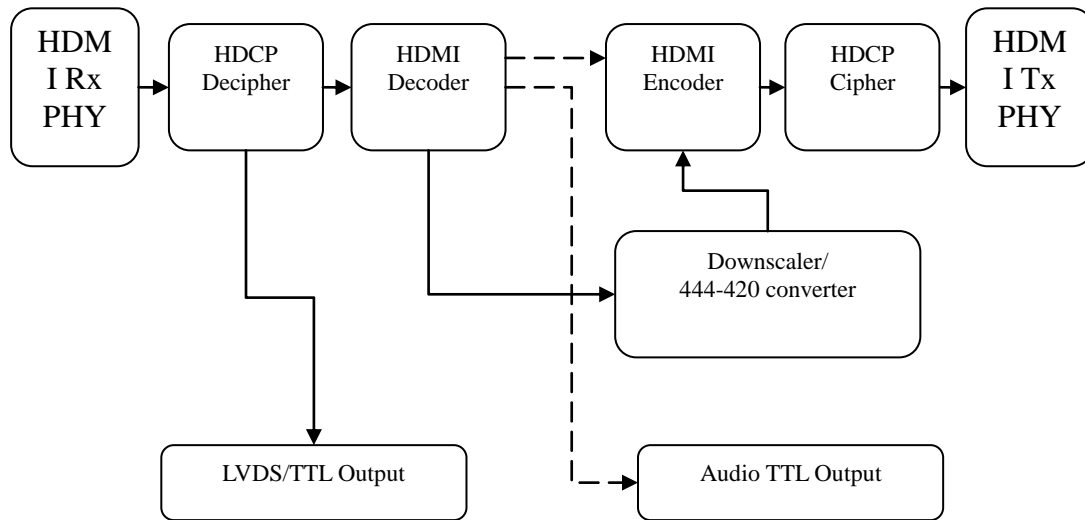 HDM
I Rx
PHY
HDCP
Decipher
HDMI
Decoder
HDMI
Encoder
HDCP
Cipher
HDM
I Tx
PHY
Downscaler/
444-420 converter
LVDS/TTL Output
Audio TTL Output